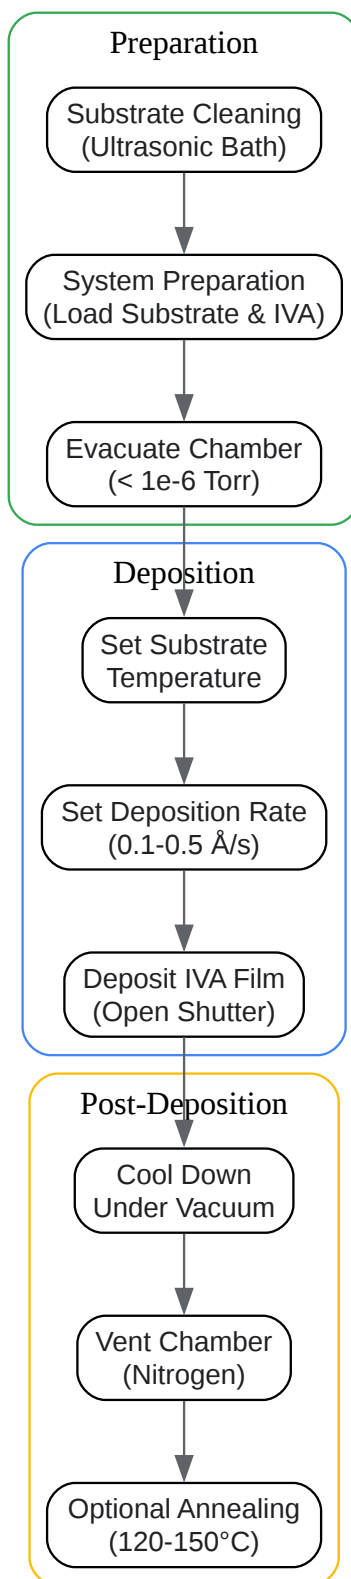 Preparation
Substrate Cleaning
(Ultrasonic Bath)
System Preparation
(Load Substrate & IVA)
Evacuate Chamber
(< 1e-6 Torr)
Deposition
Set Substrate
Temperature
Set Deposition Rate
(0.1-0.5 Å/s)
Deposit IVA Film
(Open Shutter)
Post-Deposition
Cool Down
Under Vacuum
Vent Chamber
(Nitrogen)
Optional Annealing
(120-150°C)